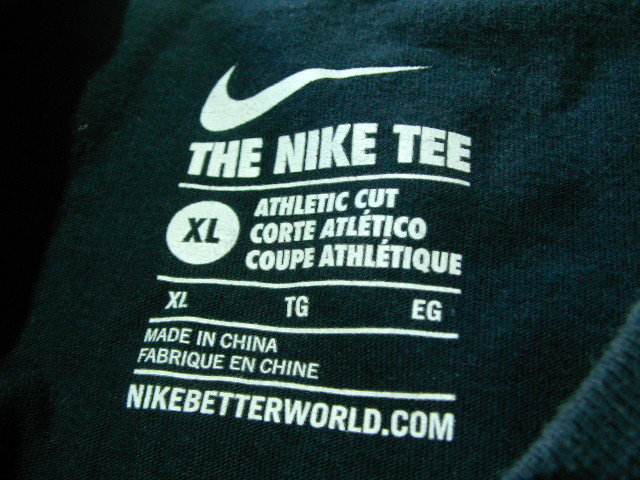 THE NIKE TEE
XL
ATHLETIC CUT
CORTE ATLÉTICO
COUPE ATHLÉTIQUE
XL TG EG
MADE IN CHINA
FABRIQUE EN CHINE
NIKEBETTERWORLD.COM